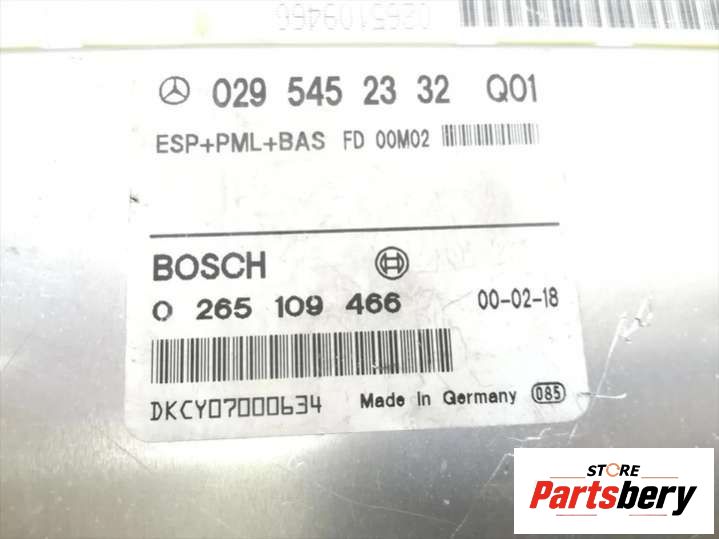 0265109466
029 545 23 32 Q01
ESP+PML+BAS FD 00M02
BOSCH
0 265 109 466 00-02-18
DKCY07000634 Made In Germany 085
STORE
Partsbery